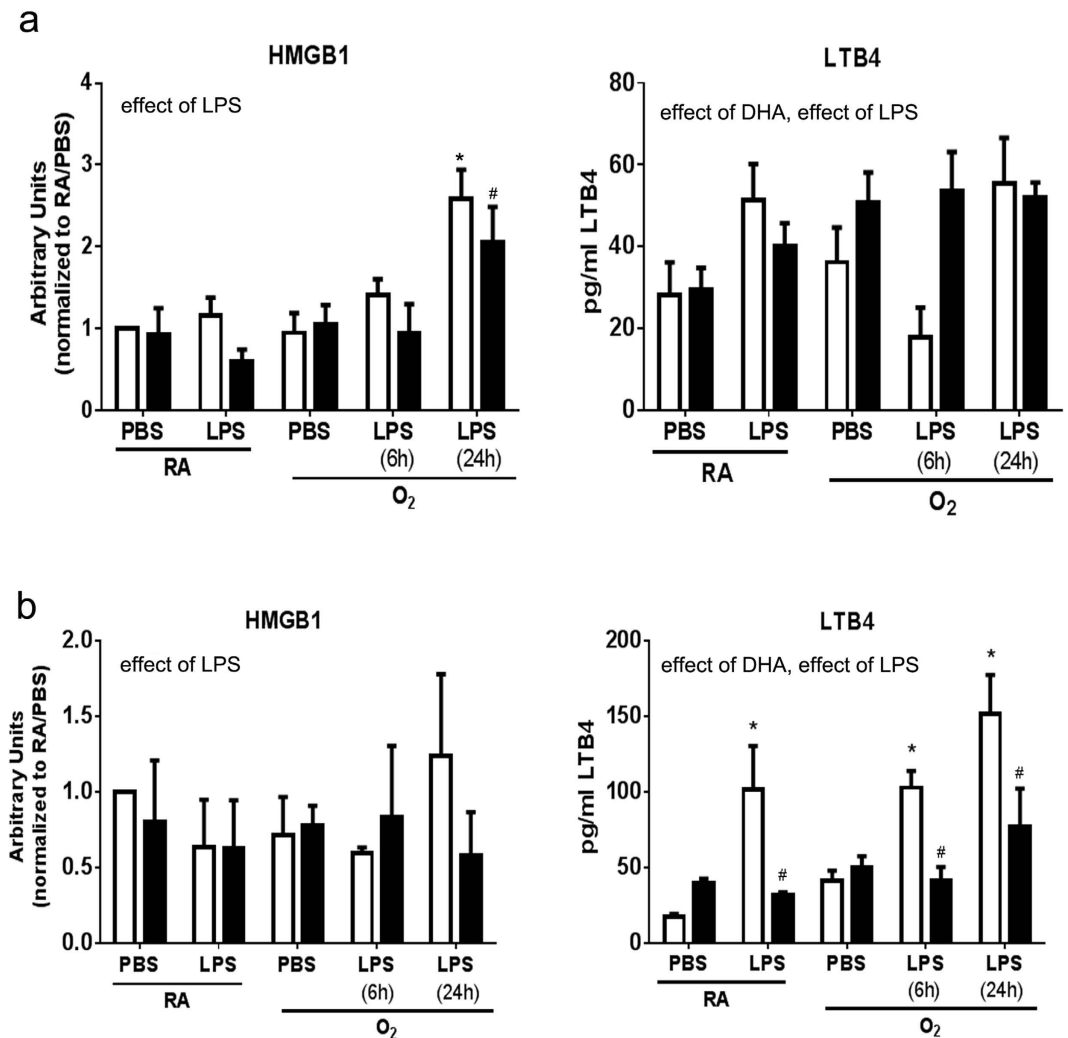 a
HMGB1
effect of LPS
Arbitrary Units
(normalized to RA/PBS)
4
3
2
1
0
*
#
PBS LPS PBS LPS LPS
(6h) (24h)
RA
O₂
LTB4
effect of DHA, effect of LPS
pg/ml LTB4
80
60
40
20
0
PBS LPS PBS LPS LPS
(6h) (24h)
RA
O₂
b
HMGB1
effect of LPS
Arbitrary Units
(normalized to RA/PBS)
2.0
1.5
1.0
0.5
0.0
PBS LPS PBS LPS LPS
(6h) (24h)
RA
O₂
LTB4
effect of DHA, effect of LPS
pg/ml LTB4
200
150
100
50
0
* # * # * #
PBS LPS PBS LPS LPS
(6h) (24h)
RA
O₂